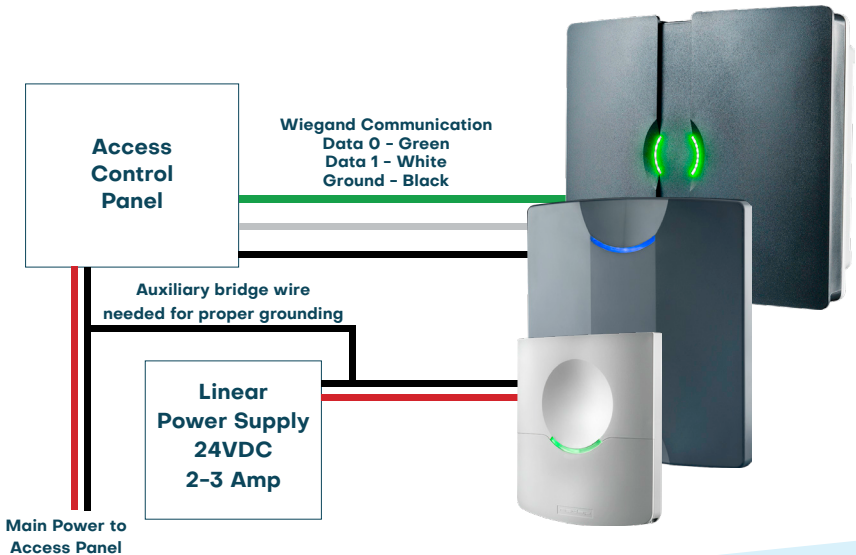 Wiegand Communication
Data 0 - Green
Data 1 - White
Ground - Black
Access
Control
Panel
Auxiliary bridge wire
needed for proper grounding
Linear
Power Supply
24VDC
2-3 Amp
Main Power to
Access Panel